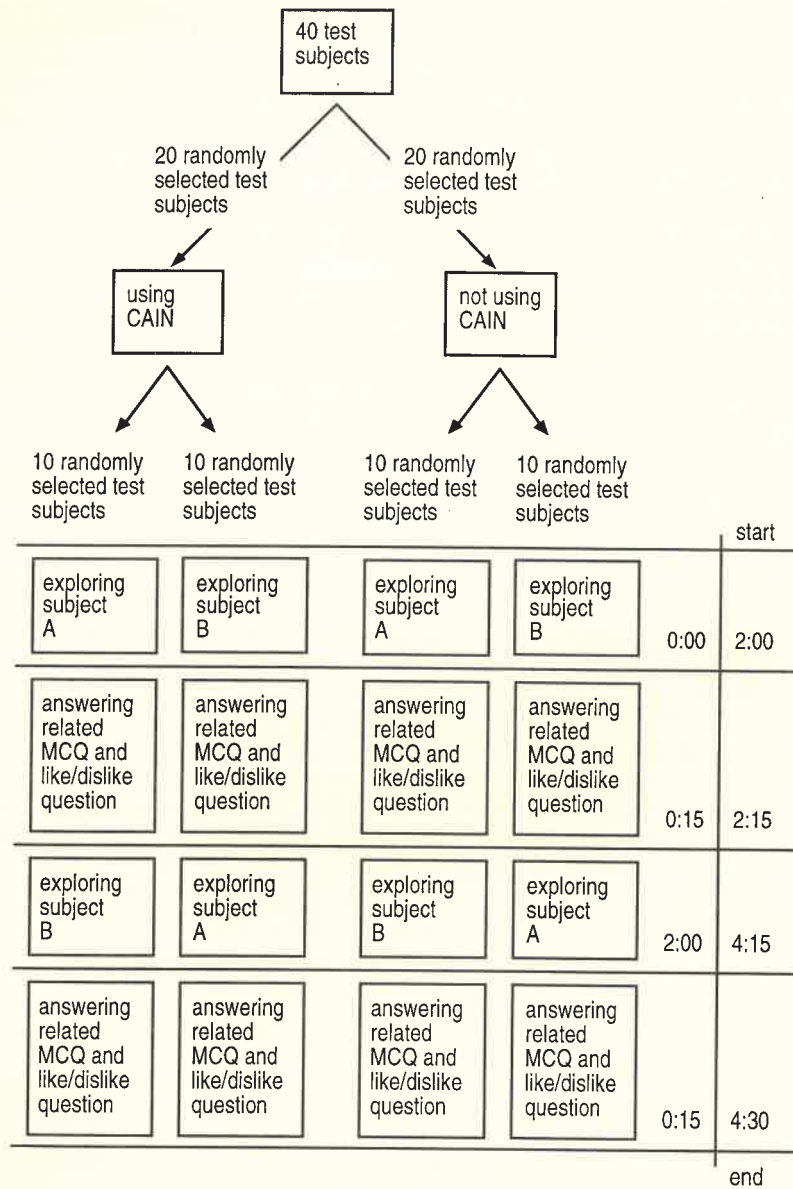 40 test
subjects
20 randomly
selected test
subjects
20 randomly
selected test
subjects
using
CAIN
not using
CAIN
10 randomly
selected test
subjects
10 randomly
selected test
subjects
10 randomly
selected test
subjects
10 randomly
selected test
subjects
start
exploring
subject
A
exploring
subject
B
exploring
subject
A
exploring
subject
B
0:00
2:00
answering
related
MCQ and
like/dislike
question
answering
related
MCQ and
like/dislike
question
answering
related
MCQ and
like/dislike
question
answering
related
MCQ and
like/dislike
question
0:15
2:15
exploring
subject
B
exploring
subject
A
exploring
subject
B
exploring
subject
A
2:00
4:15
answering
related
MCQ and
like/dislike
question
answering
related
MCQ and
like/dislike
question
answering
related
MCQ and
like/dislike
question
answering
related
MCQ and
like/dislike
question
0:15
4:30
end